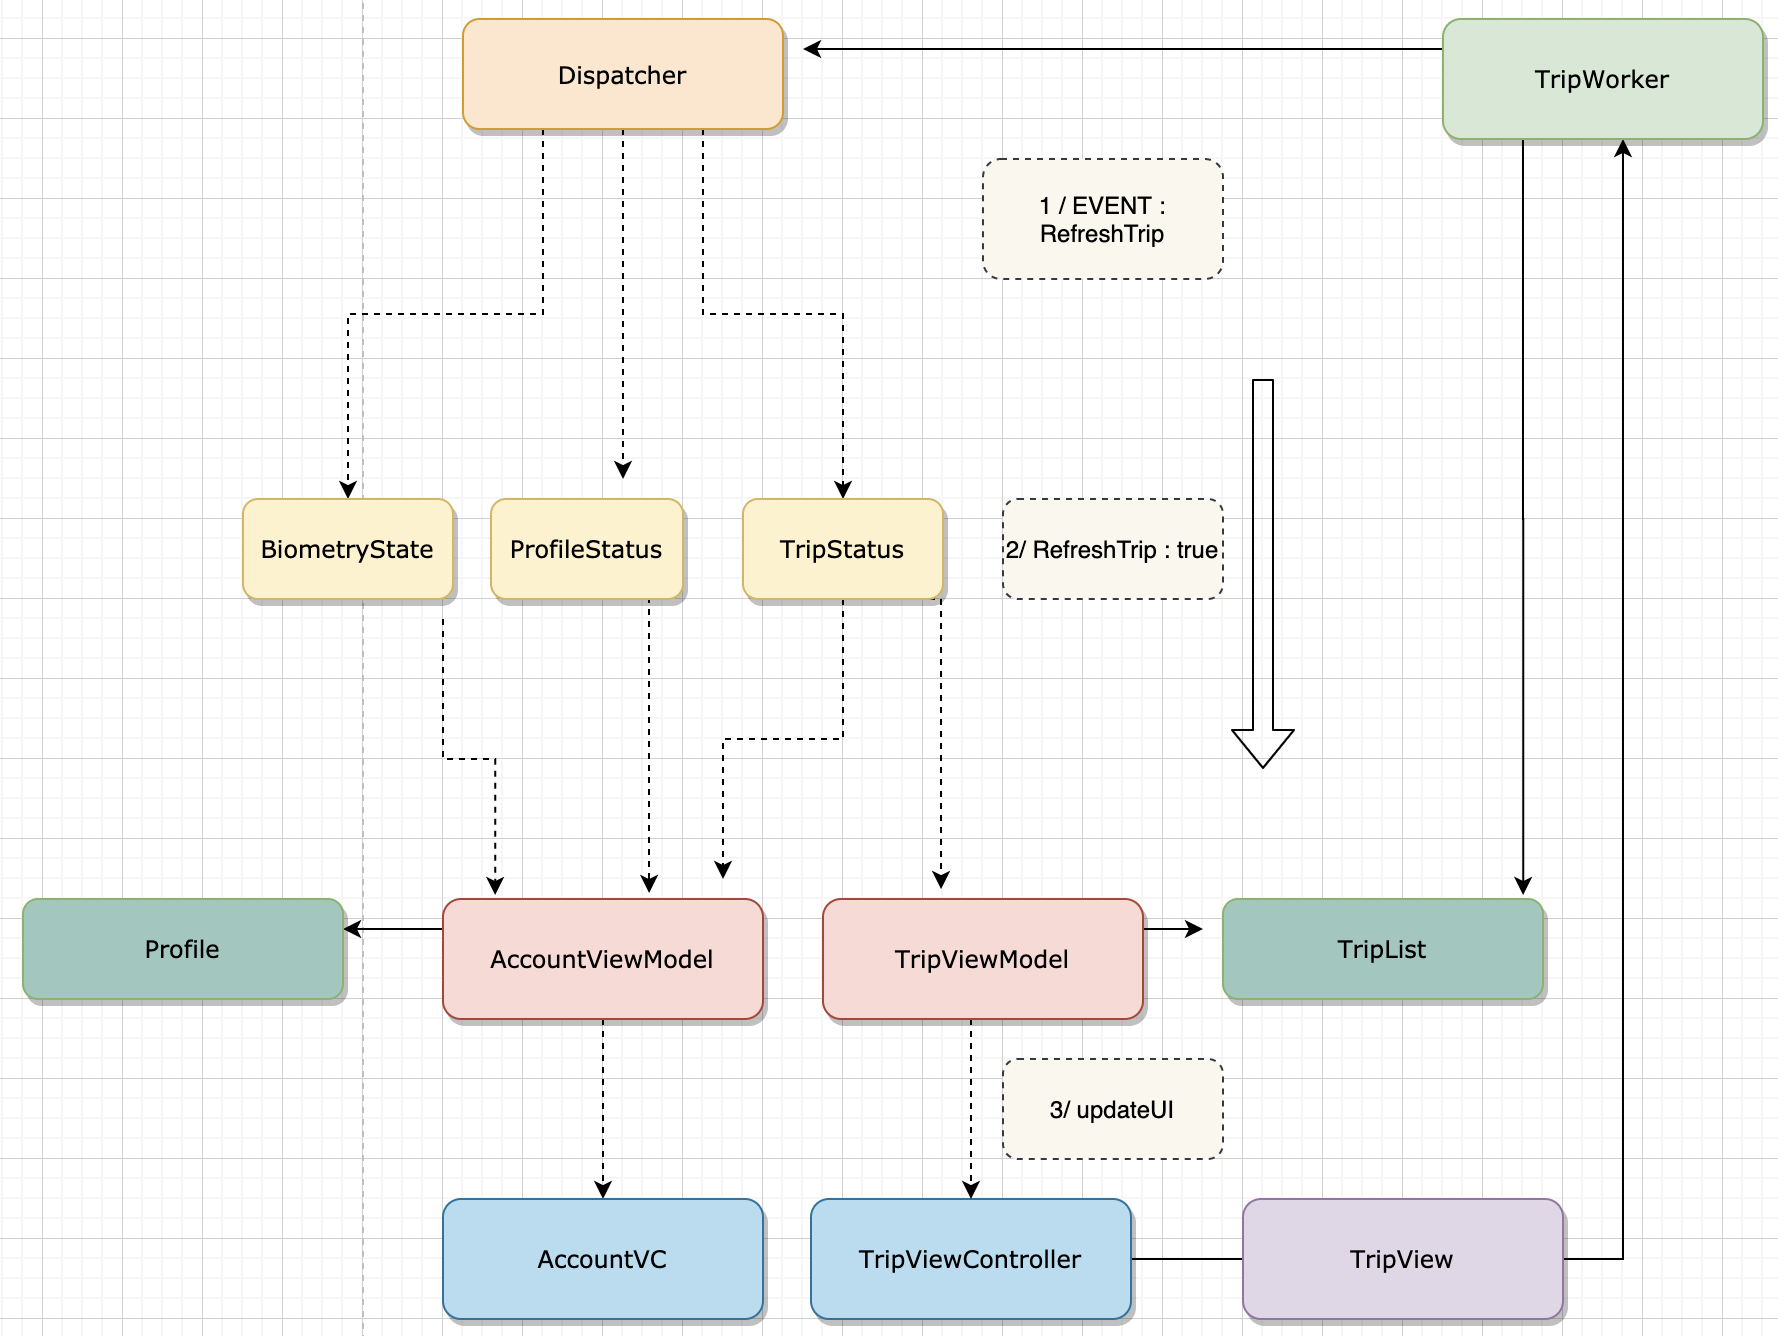 Dispatcher
TripWorker
1 / EVENT :
RefreshTrip
BiometryState
ProfileStatus
TripStatus
2/ RefreshTrip : true
Profile
AccountViewModel
TripViewModel
TripList
3/ updateUI
AccountVC
TripViewController
TripView